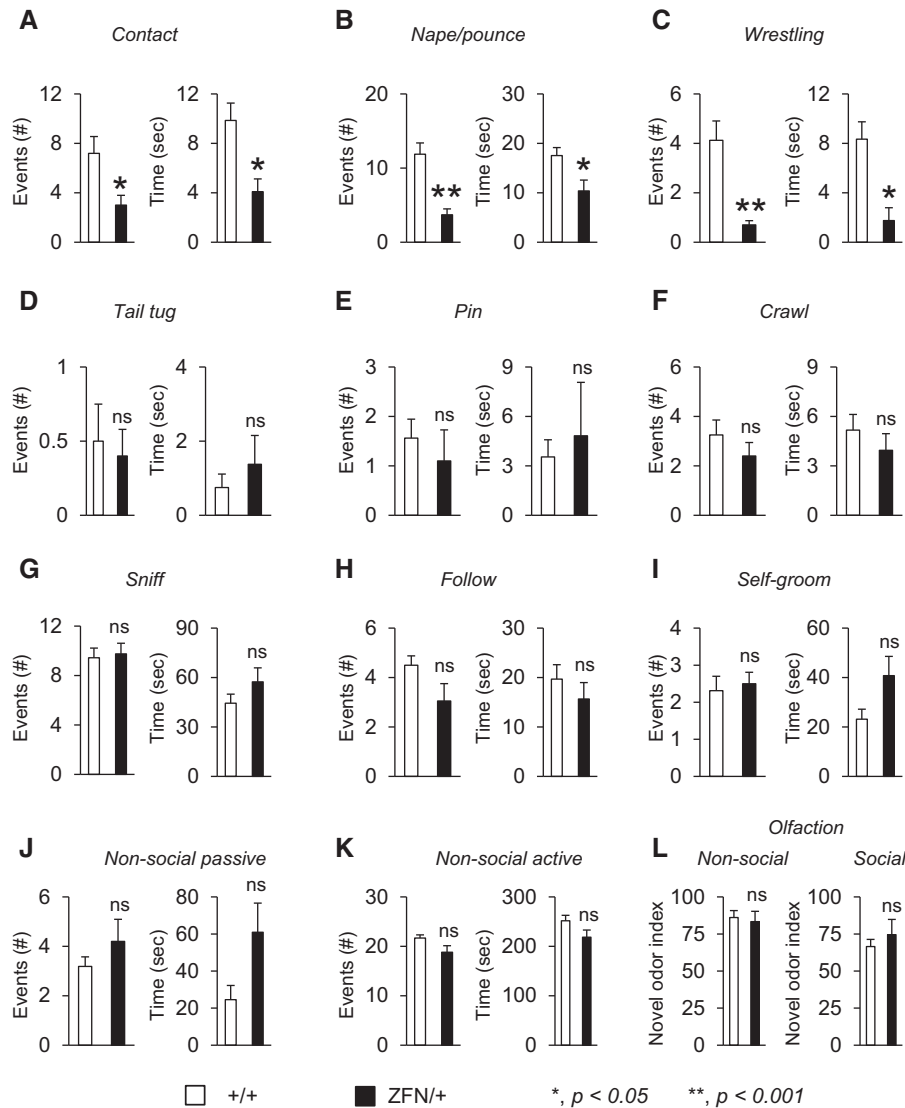 A Contact
Events (#) 12 8 4 0 *
Time (sec) 12 8 4 0 *
B Nape/pounce
Events (#) 20 10 0 **
Time (sec) 30 20 10 0 *
C Wrestling
Events (#) 6 4 2 0 **
Time (sec) 12 8 4 0 *
D Tail tug
Events (#) 1 0.5 0 ns
Time (sec) 4 2 0 ns
E Pin
Events (#) 3 2 1 0 ns
Time (sec) 9 6 3 0 ns
F Crawl
Events (#) 6 4 2 0 ns
Time (sec) 9 6 3 0 ns
G Sniff
Events (#) 12 8 4 0 ns
Time (sec) 90 60 30 0 ns
H Follow
Events (#) 6 4 2 0 ns
Time (sec) 30 20 10 0 ns
I Self-groom
Events (#) 4 3 2 1 0 ns
Time (sec) 60 40 20 0 ns
J Non-social passive
Events (#) 6 4 2 0 ns
Time (sec) 80 60 40 20 0 ns
K Non-social active
Events (#) 30 20 10 0 ns
Time (sec) 300 200 100 0 ns
Olfaction
L Non-social Social
Novel odor index 100 75 50 25 0 ns
Novel odor index 100 75 50 25 0 ns
+/+ ZFN/+ *, p < 0.05 **, p < 0.001